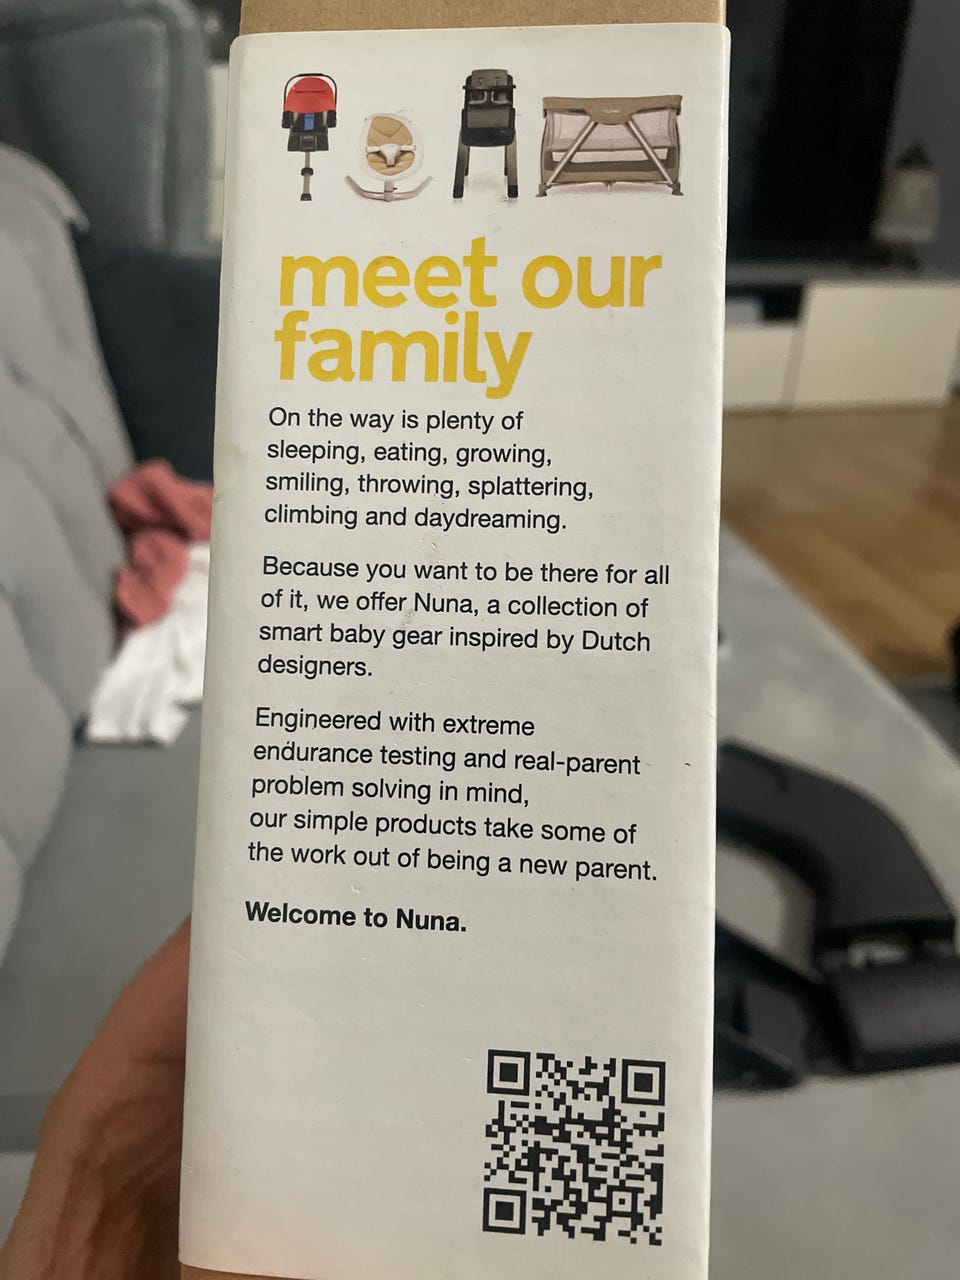 meet our
family
On the way is plenty of
sleeping, eating, growing,
smiling, throwing, splattering,
climbing and daydreaming.
Because you want to be there for all
of it, we offer Nuna, a collection of
smart baby gear inspired by Dutch
designers.
Engineered with extreme
endurance testing and real-parent
problem solving in mind,
our simple products take some of
the work out of being a new parent.
Welcome to Nuna.